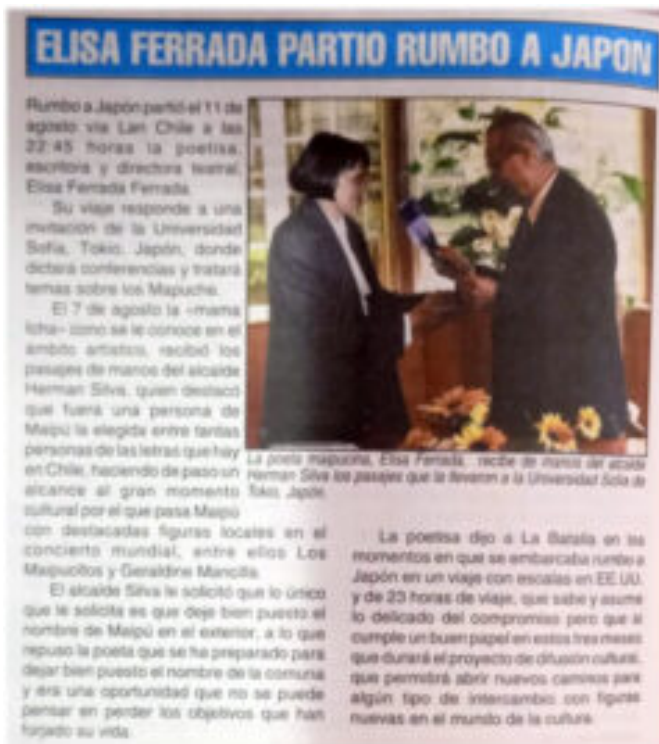 ELISA FERRADA PARTIO RUMBO A JAPON
Rumbo a Japón partió el 11 de
agosto vía Lan Chile a las
22:45 horas la poetisa,
escritora y directora teatral,
Elisa Ferrada Ferrada.
Su viaje responde a una
invitación de la Universidad
Sofía, Tokio, Japón, donde
dictará conferencias y tratará
temas sobre los Mapuche.
El 7 de agosto la «mama
Icha» como se le conoce en el
ámbito artístico, recibió los
pasajes de manos del alcalde
Herman Silva, quien destacó
que fuera una persona de
Maipú la elegida entre tantas
personas de las letras que hay
en Chile, haciendo de paso un
alcance al gran momento
cultural por el que pasa Maipú
con destacadas figuras locales en el
concierto mundial, entre ellos Los
Maipucitos y Geraldine Mancilla.
El alcalde Silva le solicitó que lo único
que le solicita es que deje bien puesto el
nombre de Maipú en el exterior, a lo que
repuso la poeta que se ha preparado para
dejar bien puesto el nombre de la comuna
y era una oportunidad que no se puede
pensar en perder los objetivos que han
forjado su vida.
La poeta maipucina, Elisa Ferrada, recibe de manos del alcalde
Herman Silva los pasajes que la llevaron a la Universidad Sofía de
Tokio, Japón.
La poetisa dijo a La Batalla en los
momentos en que se embarcaba rumbo a
Japón en un viaje con escalas en EE.UU.
y de 23 horas de viaje, que sabe y asume
lo delicado del compromiso pero que si
cumple un buen papel en estos tres meses
que durará el proyecto de difusión cultural,
que permitirá abrir nuevos caminos para
algún tipo de intercambio con figuras
nuevas en el mundo de la cultura.